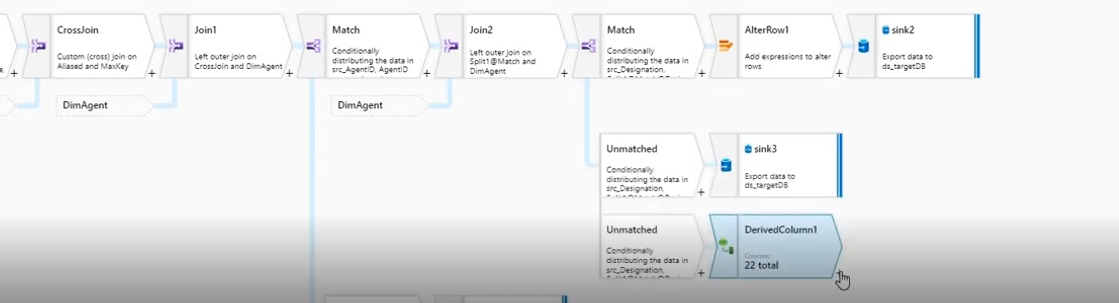 CrossJoin
Custom (cross) join on
Aliased and MaxKey
+
Join1
Left outer join on
CrossJoin and DimAgent
+
Match
Conditionally
distributing the data in
src_AgentID, AgentID
+
Join2
Left outer join on
Split1@Match and
DimAgent
+
Match
Conditionally
distributing the data in
src_Designation,
+
AlterRow1
Add expressions to alter
rows
+
sink2
Export data to
ds_targetDB
+
DimAgent
DimAgent
Unmatched
Conditionally
distributing the data in
src_Designation,
+
sink3
Export data to
ds_targetDB
Unmatched
Conditionally
distributing the data in
src_Designation,
+
DerivedColumn1
Columns:
22 total
+